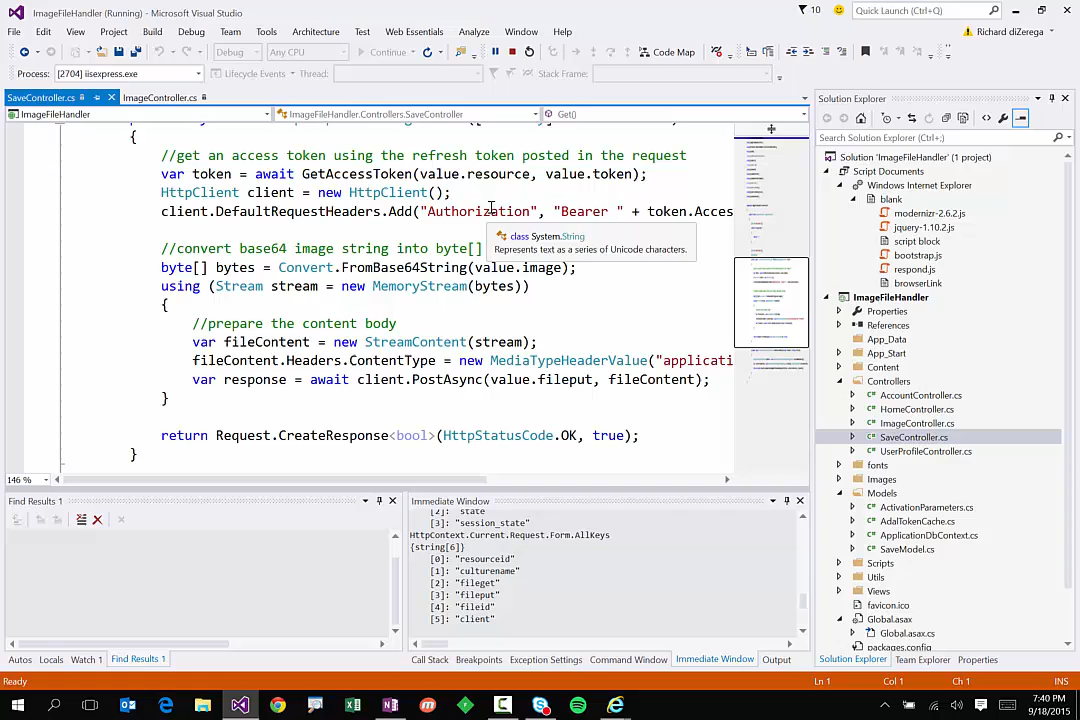 ImageFileHandler (Running) - Microsoft Visual Studio
10
Quick Launch (Ctrl+Q)
File Edit View Project Build Debug Team Tools Architecture Test Web Essentials Analyze Window Help
Richard diZerega
Debug Any CPU Continue Code Map
Process: [2704] iisexpress.exe Lifecycle Events Thread: Stack Frame:
SaveController.cs ImageController.cs
ImageFileHandler ImageFileHandler.Controllers.SaveController Get()
{
//get an access token using the refresh token posted in the request
var token = await GetAccessToken(value.resource, value.token);
HttpClient client = new HttpClient();
client.DefaultRequestHeaders.Add("Authorization", "Bearer " + token.Acces
class System.String
Represents text as a series of Unicode characters.
//convert base64 image string into byte[]
byte[] bytes = Convert.FromBase64String(value.image);
using (Stream stream = new MemoryStream(bytes))
{
//prepare the content body
var fileContent = new StreamContent(stream);
fileContent.Headers.ContentType = new MediaTypeHeaderValue("applicati
var response = await client.PostAsync(value.fileput, fileContent);
}
return Request.CreateResponse<bool>(HttpStatusCode.OK, true);
}
146 %
Solution Explorer
Search Solution Explorer (Ctrl+;)
Solution 'ImageFileHandler' (1 project)
Script Documents
Windows Internet Explorer
blank
modernizr-2.6.2.js
jquery-1.10.2.js
script block
bootstrap.js
respond.js
browserLink
ImageFileHandler
Properties
References
App_Data
App_Start
Content
Controllers
AccountController.cs
HomeController.cs
ImageController.cs
SaveController.cs
UserProfileController.cs
fonts
Images
Models
ActivationParameters.cs
AdalTokenCache.cs
ApplicationDbContext.cs
SaveModel.cs
Scripts
Utils
Views
favicon.ico
Global.asax
Global.asax.cs
packages.config
Solution Explorer Team Explorer Properties
Find Results 1
Immediate Window
[2]: "state"
[3]: "session_state"
HttpContext.Current.Request.Form.AllKeys
{string[6]}
[0]: "resourceid"
[1]: "culturename"
[2]: "fileget"
[3]: "fileput"
[4]: "fileid"
[5]: "client"
Autos Locals Watch 1 Find Results 1
Call Stack Breakpoints Exception Settings Command Window Immediate Window Output
Ready Ln 1 Col 1 Ch 1 INS
7:40 PM
9/18/2015